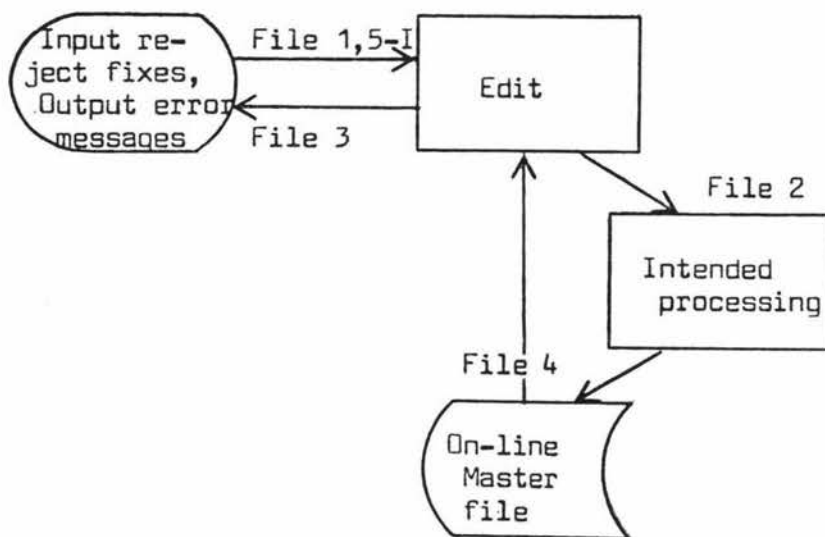 Input re-
ject fixes,
Output error
messages
File 1,5-I
File 3
Edit
File 2
Intended
processing
File 4
On-line
Master
file